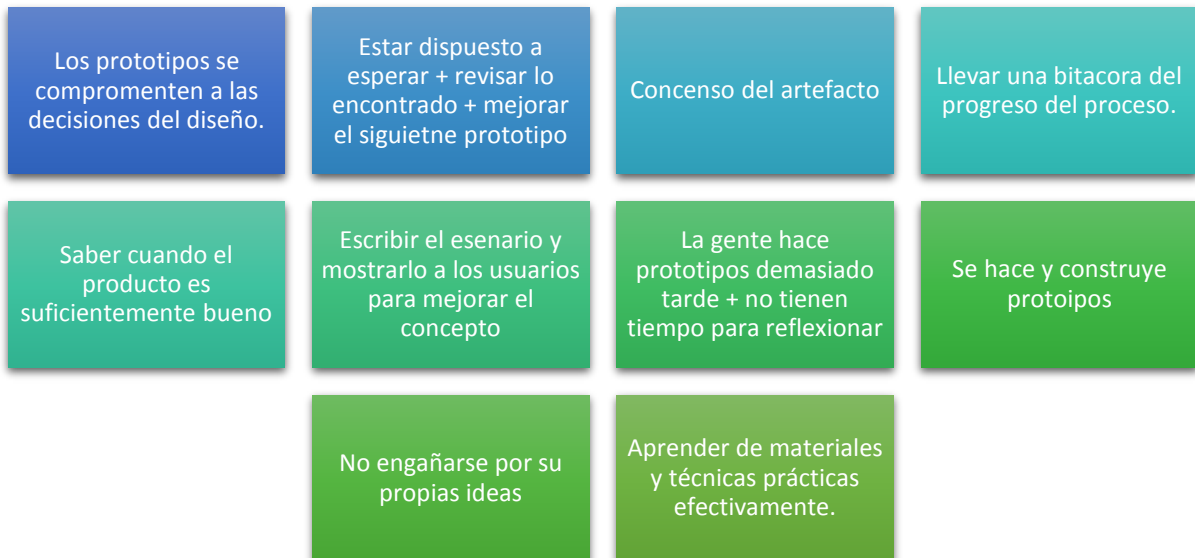 Los prototipos se
compromenten a las
decisiones del diseño.
Estar dispuesto a
esperar + revisar lo
encontrado + mejorar
el siguietne prototipo
Concenso del artefacto
Llevar una bitacora del
progreso del proceso.
Saber cuando el
producto es
suficientemente bueno
Escribir el esenario y
mostrarlo a los usuarios
para mejorar el
concepto
La gente hace
prototipos demasiado
tarde + no tienen
tiempo para reflexionar
Se hace y construye
protoipos
No engañarse por su
propias ideas
Aprender de materiales
y técnicas prácticas
efectivamente.